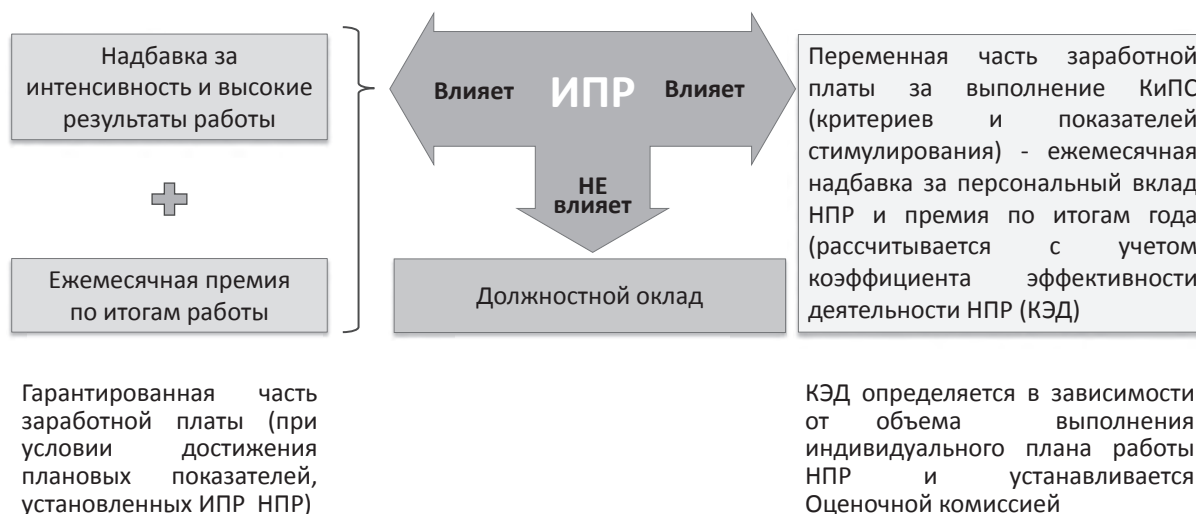 Надбавка за
интенсивность и высокие
результаты работы
Ежемесячная премия
по итогам работы
Гарантированная часть
заработной платы (при
условии достижения
плановых показателей,
установленных ИПР НПР)
Влияет ИПР Влияет
НЕ
влияет
Должностной оклад
Переменная часть заработной
платы за выполнение КиПС
(критериев и показателей
стимулирования) - ежемесячная
надбавка за персональный вклад
НПР и премия по итогам года
(рассчитывается с учетом
коэффициента эффективности
деятельности НПР (КЭД)
КЭД определяется в зависимости
от объема выполнения
индивидуального плана работы
НПР и устанавливается
Оценочной комиссией